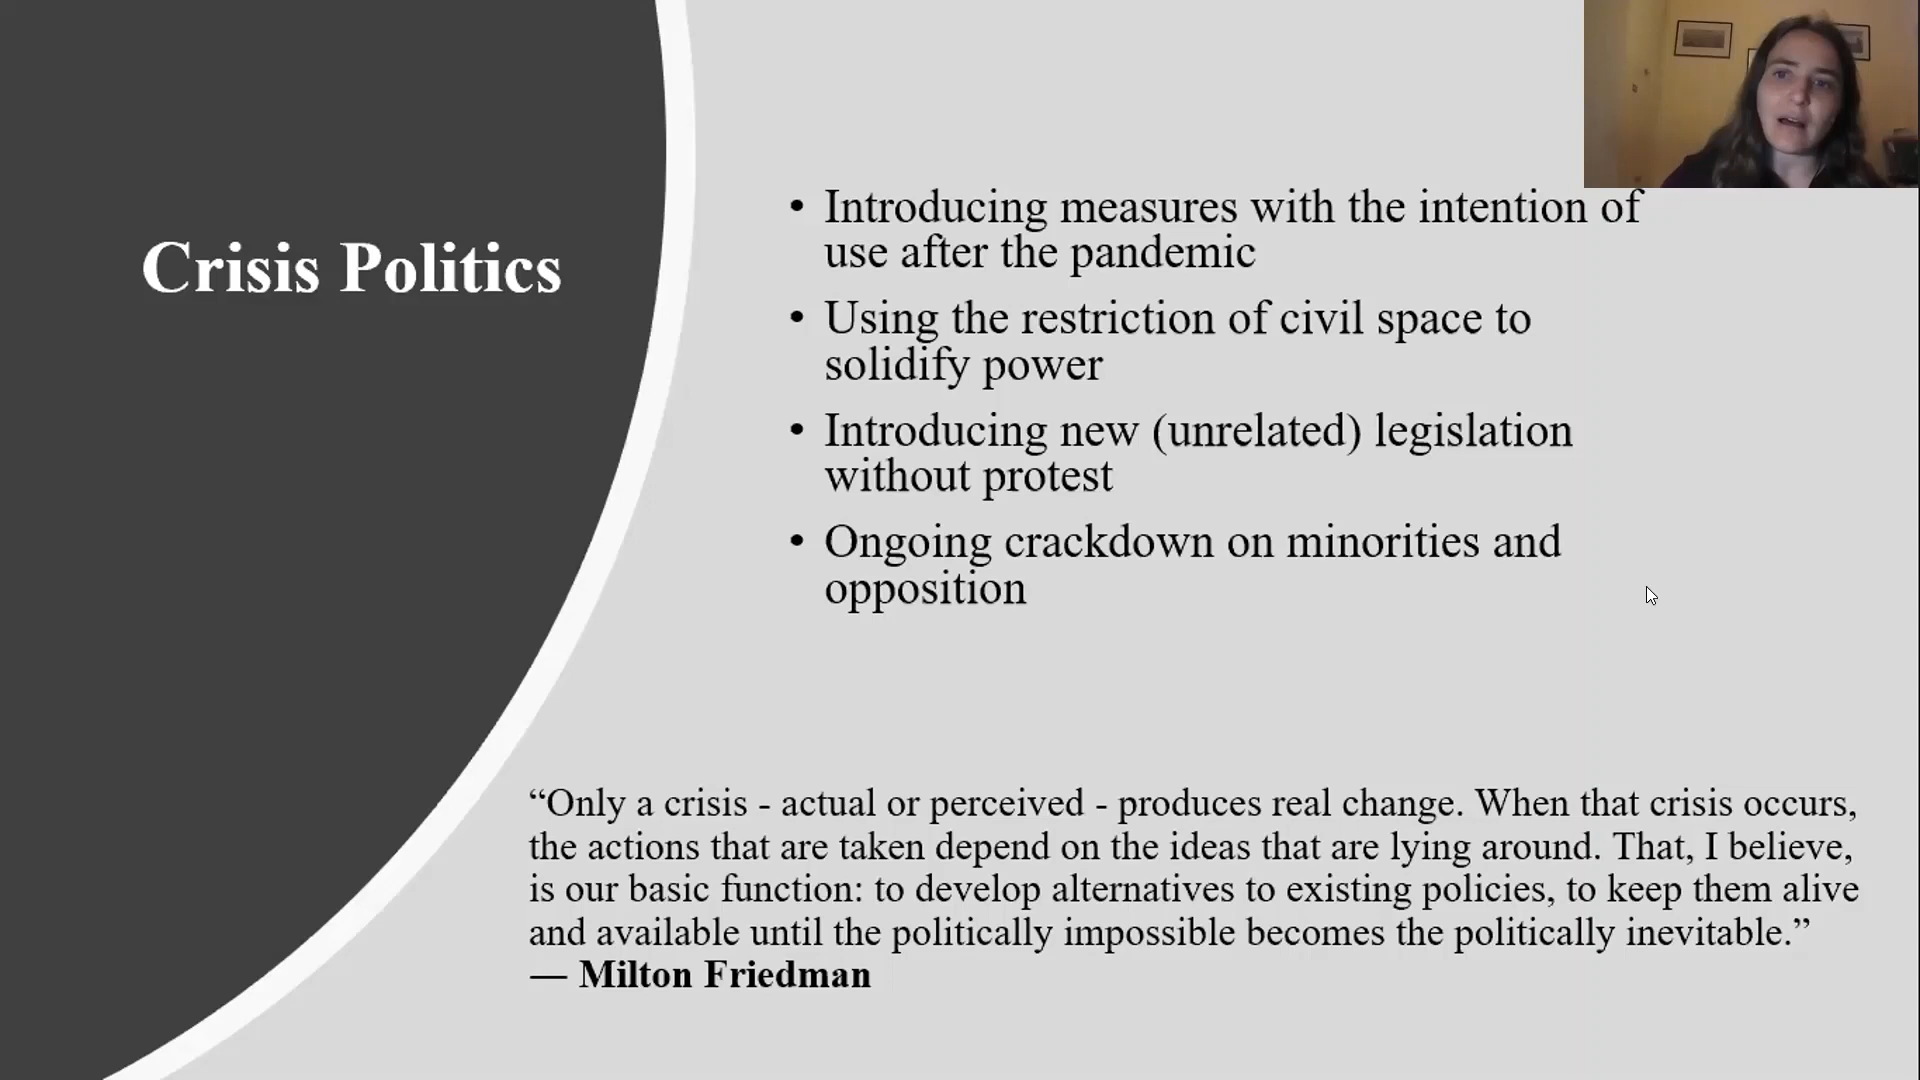 Crisis Politics
• Introducing measures with the intention of
use after the pandemic
• Using the restriction of civil space to
solidify power
• Introducing new (unrelated) legislation
without protest
• Ongoing crackdown on minorities and
opposition
“Only a crisis - actual or perceived - produces real change. When that crisis occurs,
the actions that are taken depend on the ideas that are lying around. That, I believe,
is our basic function: to develop alternatives to existing policies, to keep them alive
and available until the politically impossible becomes the politically inevitable.”
— Milton Friedman